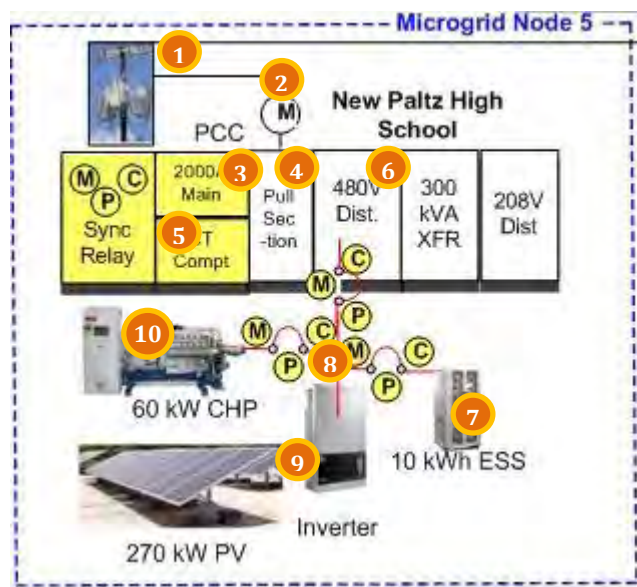 Microgrid Node 5
1
2
M
New Paltz High
School
PCC
3
4
6
M P C
Sync
Relay
2000A
Main
5
CT
Compt
Pull
Sec
-tion
480V
Dist.
300
kVA
XFR
208V
Dist
C
M
P
10
M
P
C
8
M
P
C
7
60 kW CHP
10 kWh ESS
9
Inverter
270 kW PV